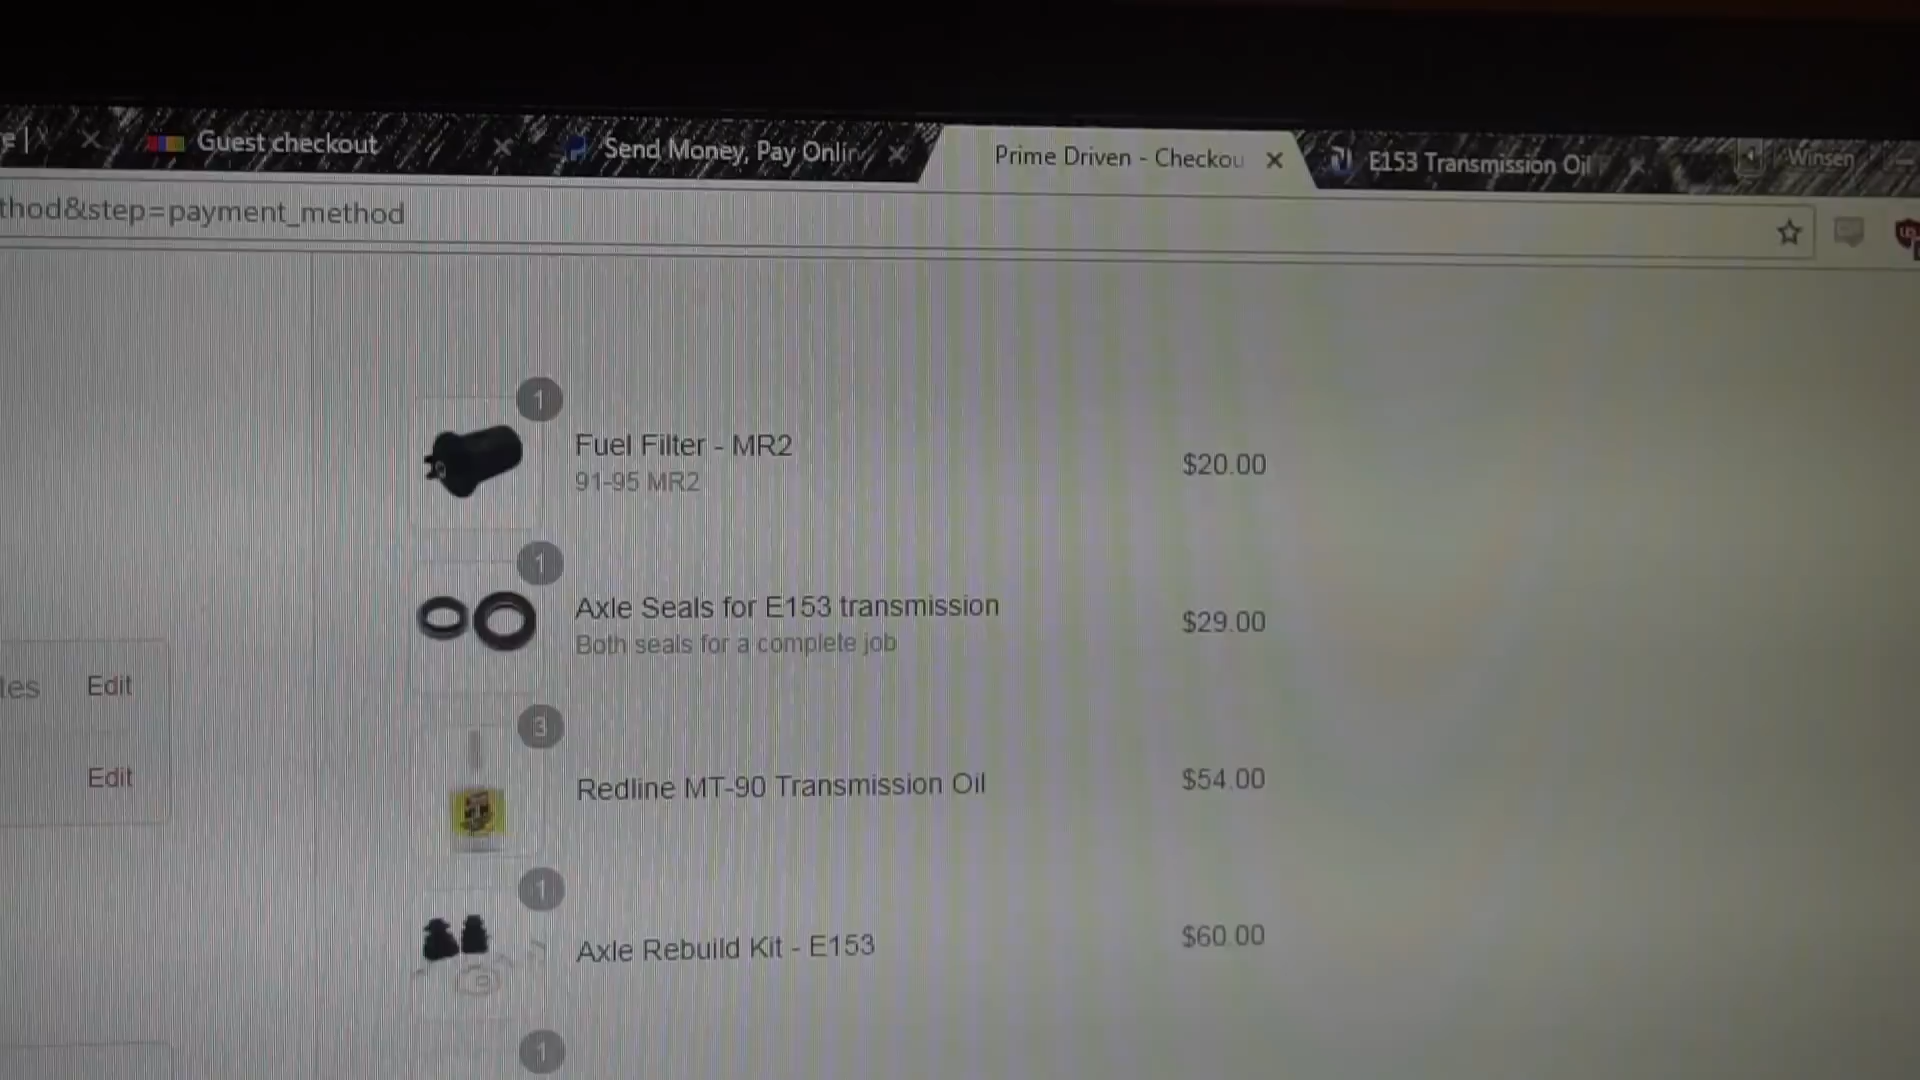 Guest checkout
Send Money, Pay Onlin
Prime Driven - Checkou
E153 Transmission Oil
Winsen
thod&step=payment_method
1
Fuel Filter - MR2
91-95 MR2
$20.00
1
Axle Seals for E153 transmission
Both seals for a complete job
$29.00
les Edit
3
Redline MT-90 Transmission Oil
$54.00
Edit
1
Axle Rebuild Kit - E153
$60.00
1